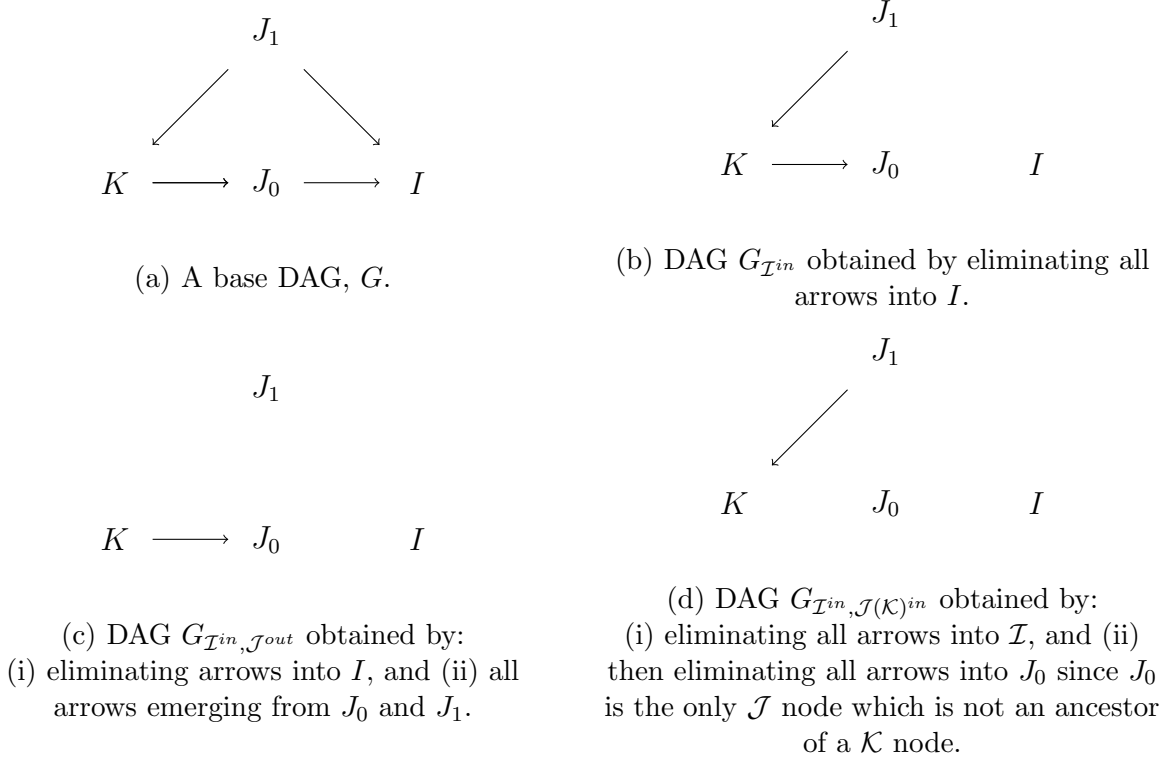 J₁
K J₀ I
(a) A base DAG, G.
J₁
K J₀ I
(b) DAG G_{𝓘^{in}} obtained by eliminating all
arrows into I.
J₁
K J₀ I
(c) DAG G_{𝓘^{in},𝓙^{out}} obtained by:
(i) eliminating arrows into I, and (ii) all
arrows emerging from J₀ and J₁.
J₁
K J₀ I
(d) DAG G_{𝓘^{in},𝓙(𝓚)^{in}} obtained by:
(i) eliminating all arrows into 𝓘, and (ii)
then eliminating all arrows into J₀ since J₀
is the only 𝓙 node which is not an ancestor
of a 𝓚 node.